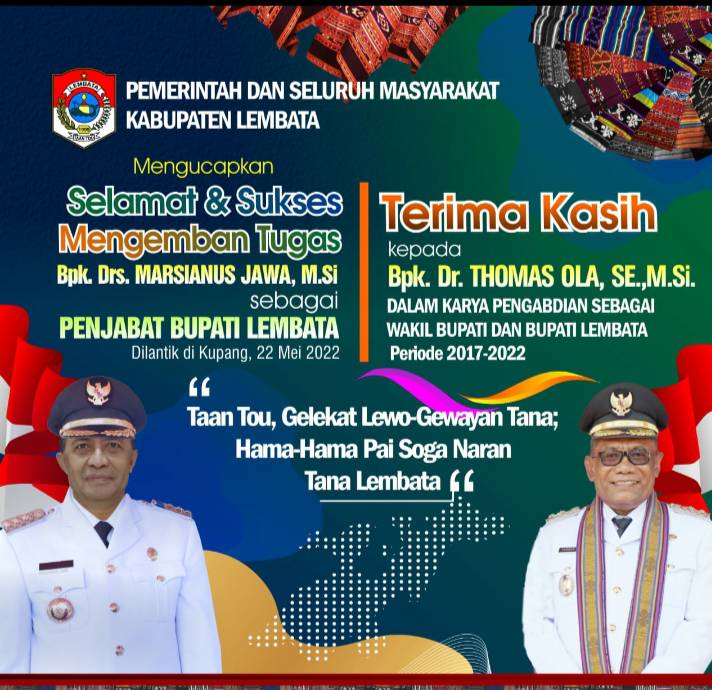 LEMBATA
PEMERINTAH DAN SELURUH MASYARAKAT
KABUPATEN LEMBATA
Mengucapkan
Selamat & Sukses
Mengemban Tugas
Bpk. Drs. MARSIANUS JAWA, M.Si
sebagai
PENJABAT BUPATI LEMBATA
Dilantik di Kupang, 22 Mei 2022
Terima Kasih
kepada
Bpk. Dr. THOMAS OLA, SE.,M.Si.
DALAM KARYA PENGABDIAN SEBAGAI
WAKIL BUPATI DAN BUPATI LEMBATA
Periode 2017-2022
“
Taan Tou, Gelekat Lewo-Gewayan Tana;
Hama-Hama Pai Soga Naran
Tana Lembata “